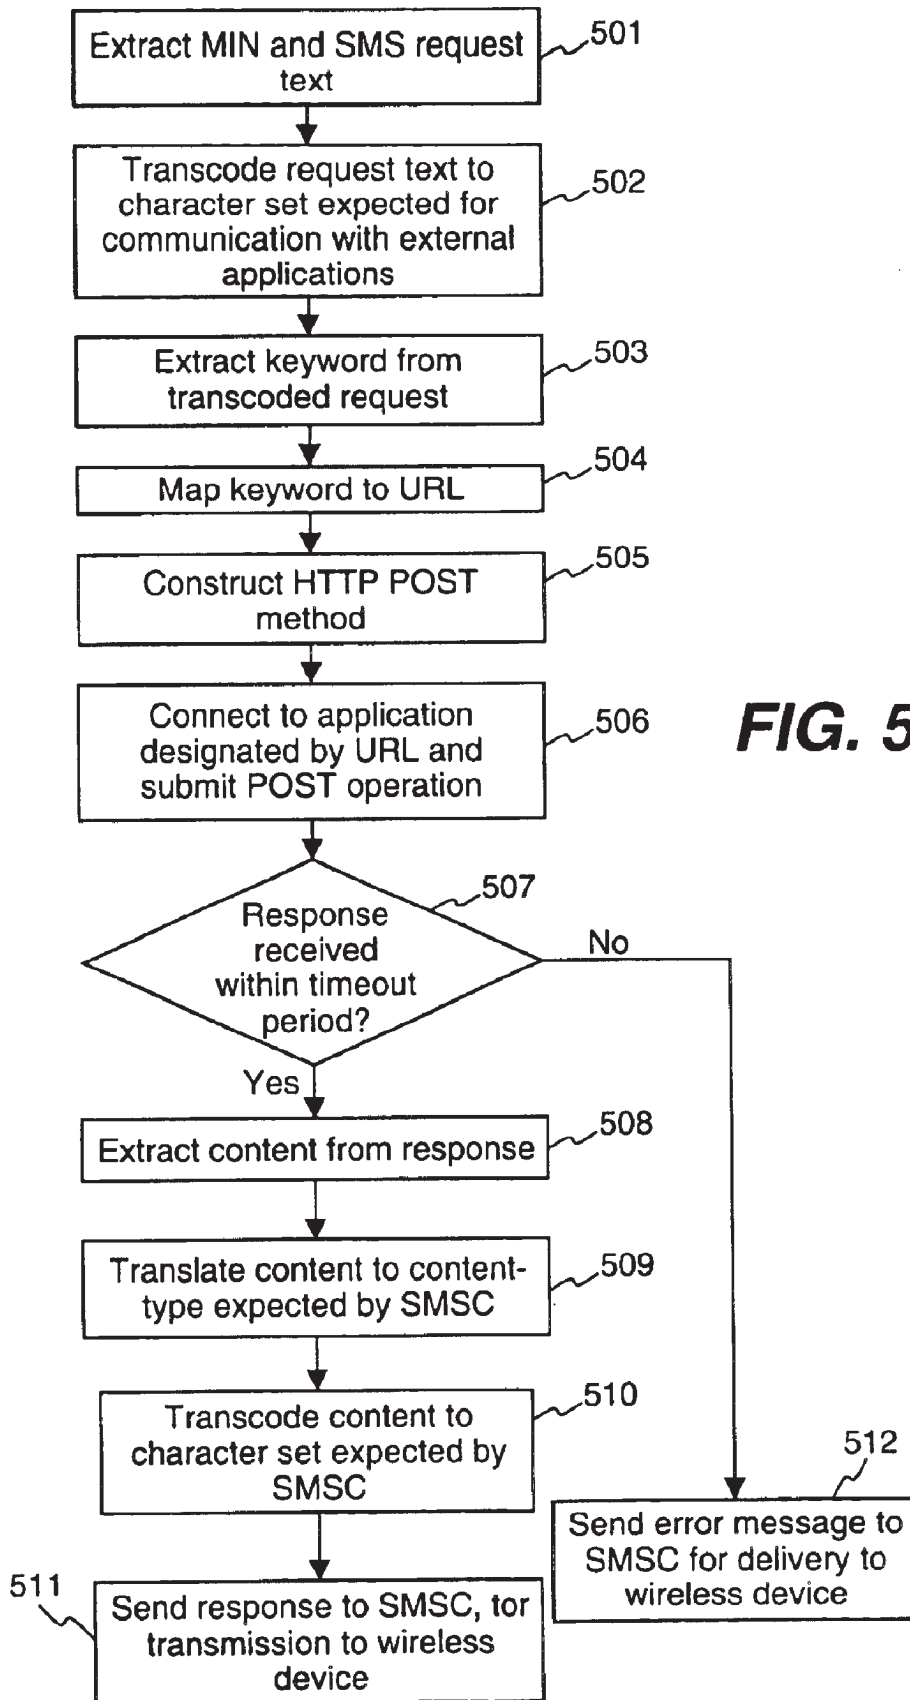 Extract MIN and SMS request
text
501
Transcode request text to
character set expected for
communication with external
applications
502
Extract keyword from
transcoded request
503
Map keyword to URL
504
Construct HTTP POST
method
505
Connect to application
designated by URL and
submit POST operation
506
FIG. 5
Response
received
within timeout
period?
507
No
Yes
Extract content from response
508
Translate content to content-
type expected by SMSC
509
Transcode content to
character set expected by
SMSC
510
Send error message to
SMSC for delivery to
wireless device
512
Send response to SMSC, tor
transmission to wireless
device
511